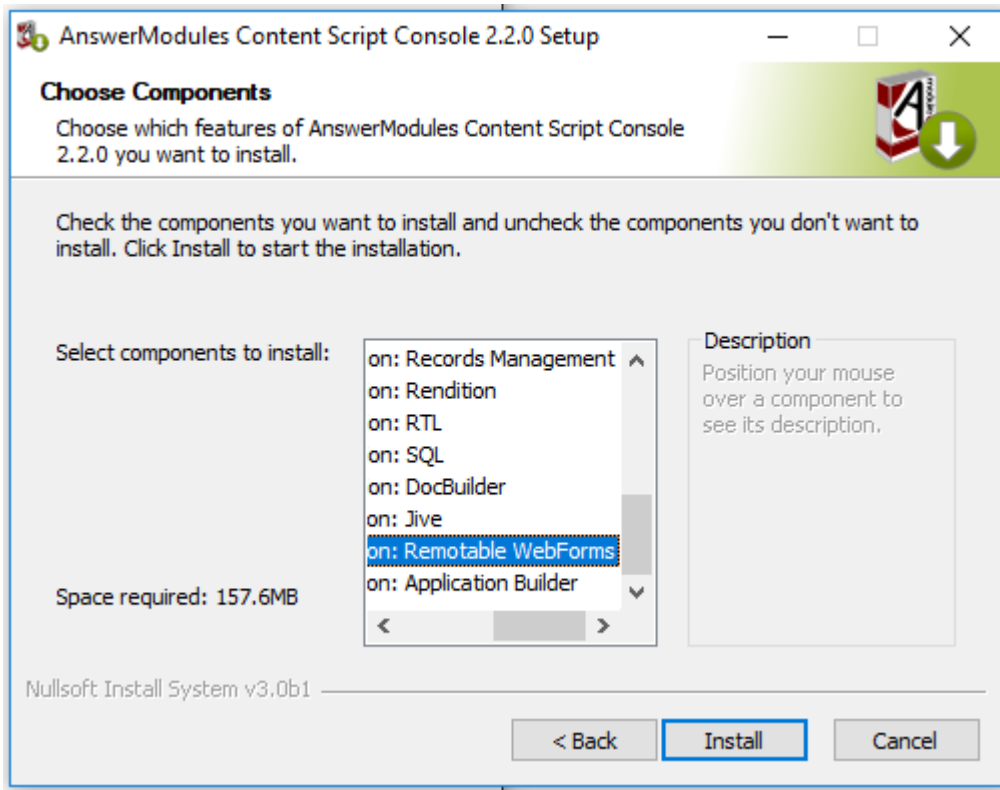 AnswerModules Content Script Console 2.2.0 Setup
Choose Components
Choose which features of AnswerModules Content Script Console
2.2.0 you want to install.
Check the components you want to install and uncheck the components you don't want to
install. Click Install to start the installation.
Select components to install:
on: Records Management
on: Rendition
on: RTL
on: SQL
on: DocBuilder
on: Jive
on: Remotable WebForms
on: Application Builder
Space required: 157.6MB
Description
Position your mouse
over a component to
see its description.
Nullsoft Install System v3.0b1
< Back
Install
Cancel